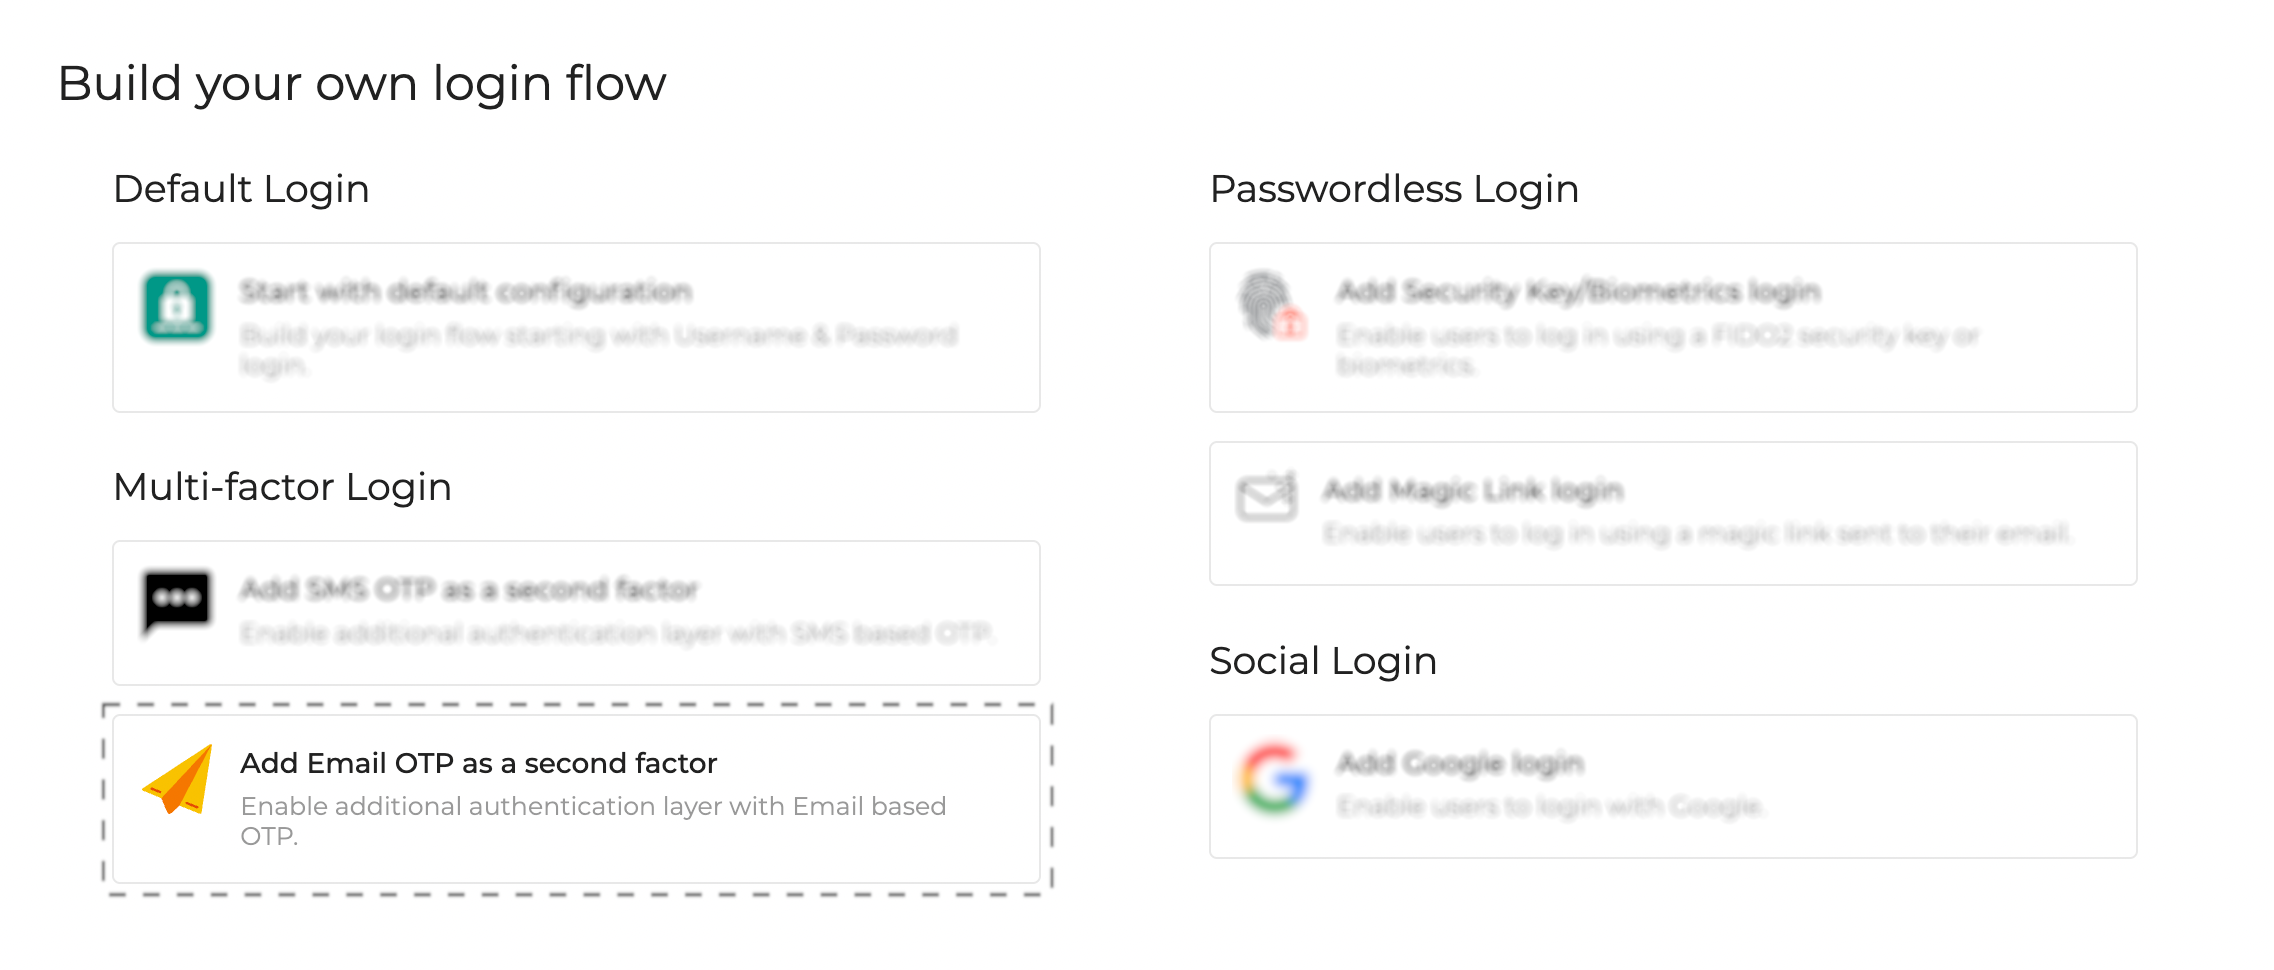 Build your own login flow
Default Login
Start with default configuration
Build your login flow starting with Username & Password
login.
Multi-factor Login
Add SMS OTP as a second factor
Enable additional authentication layer with SMS based OTP.
Add Email OTP as a second factor
Enable additional authentication layer with Email based
OTP.
Passwordless Login
Add Security Key/Biometrics login
Enable users to log in using a FIDO2 security key or
biometrics.
Add Magic Link login
Enable users to log in using a magic link sent to their email.
Social Login
Add Google login
Enable users to login with Google.